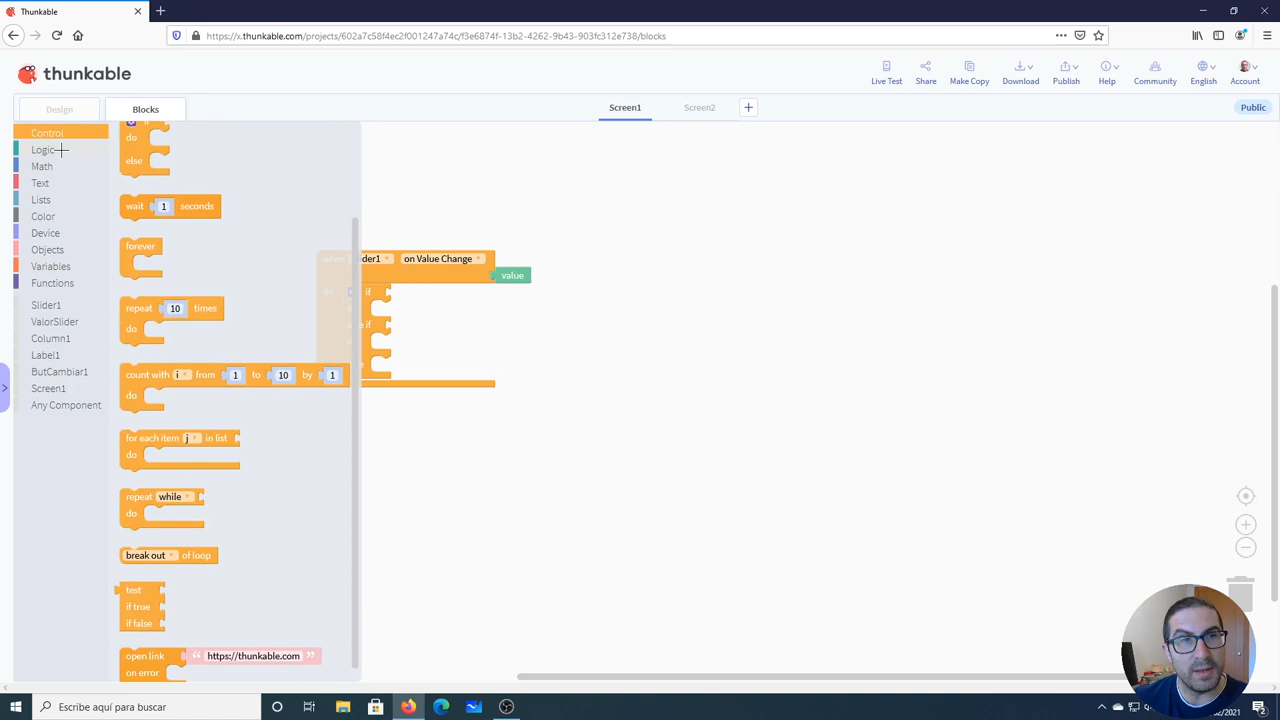 Thunkable
https://x.thunkable.com/projects/602a7c58f4ec2f001247a74c/f3e6874f-13b2-4262-9b43-903fc312e738/blocks
thunkable
Live Test
Share
Make Copy
Download
Publish
Help
Community
English
Account
Design
Blocks
Screen1
Screen2
Public
Control
Logic
Math
Text
Lists
Color
Device
Objects
Variables
Functions
Slider1
ValorSlider
Column1
Label1
ButCambiar1
Screen1
Any Component
if
do
else
wait 1 seconds
forever
repeat 10 times
do
count with i from 1 to 10 by 1
do
for each item j in list
do
repeat while
do
break out of loop
test
if true
if false
open link “ https://thunkable.com ”
on error
on Value Change
value
do if
if
Escribe aquí para buscar